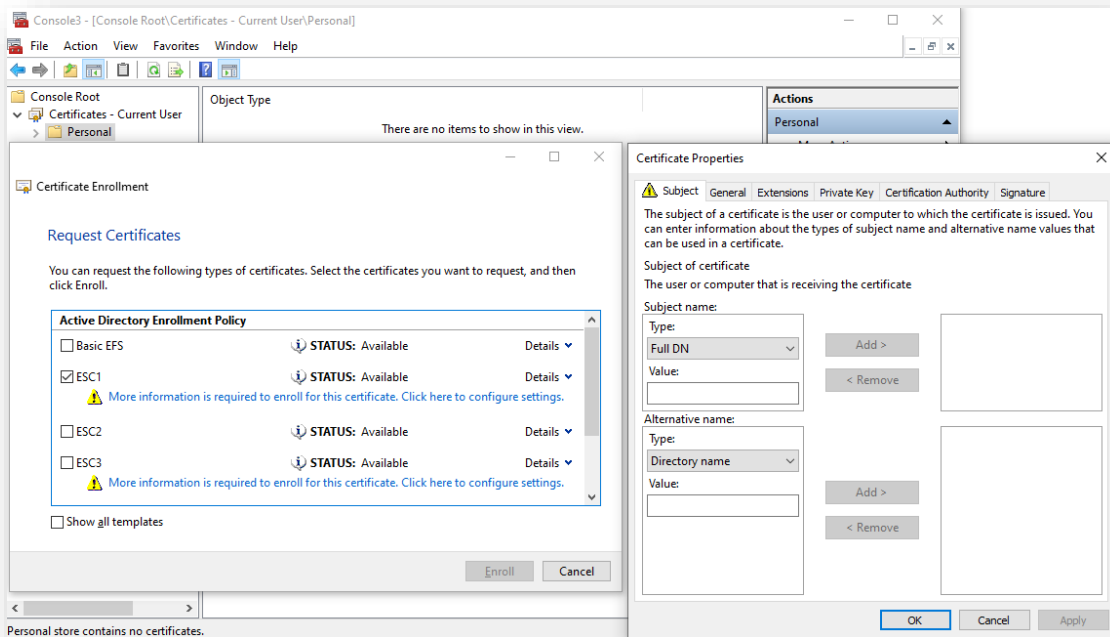 Console3 - [Console Root\Certificates - Current User\Personal]
File Action View Favorites Window Help
Console Root
Certificates - Current User
Personal
Object Type
There are no items to show in this view.
Actions
Personal
Certificate Enrollment
Request Certificates
You can request the following types of certificates. Select the certificates you want to request, and then
click Enroll.
Active Directory Enrollment Policy
Basic EFS STATUS: Available Details
ESC1 STATUS: Available Details
More information is required to enroll for this certificate. Click here to configure settings.
ESC2 STATUS: Available Details
ESC3 STATUS: Available Details
More information is required to enroll for this certificate. Click here to configure settings.
Show all templates
Enroll Cancel
Personal store contains no certificates.
Certificate Properties
Subject General Extensions Private Key Certification Authority Signature
The subject of a certificate is the user or computer to which the certificate is issued. You
can enter information about the types of subject name and alternative name values that
can be used in a certificate.
Subject of certificate
The user or computer that is receiving the certificate
Subject name:
Type:
Full DN
Value:
Add >
< Remove
Alternative name:
Type:
Directory name
Value:
Add >
< Remove
OK Cancel Apply